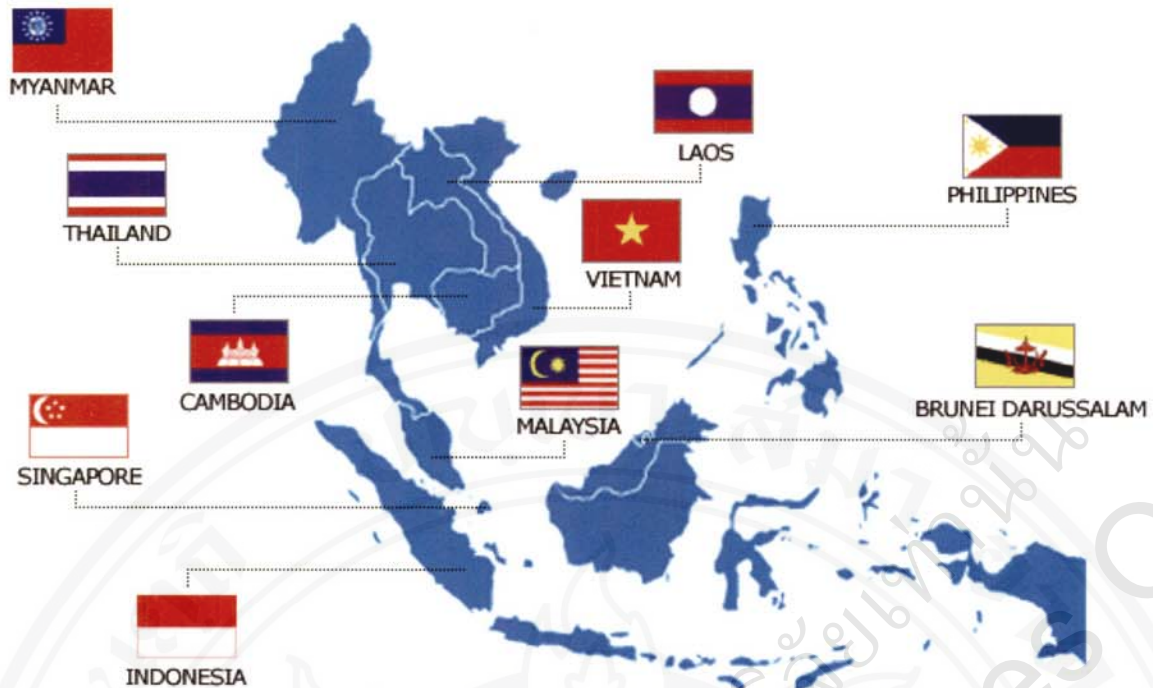 MYANMAR
LAOS
PHILIPPINES
THAILAND
VIETNAM
CAMBODIA
MALAYSIA
BRUNEI DARUSSALAM
SINGAPORE
INDONESIA